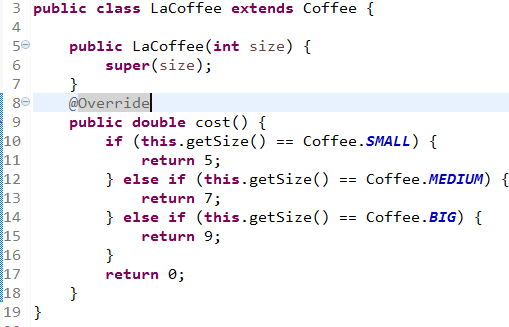 3 public class LaCoffee extends Coffee {
4
5 public LaCoffee(int size) {
6 super(size);
7 }
8 @Override
9 public double cost() {
10 if (this.getSize() == Coffee.SMALL) {
11 return 5;
12 } else if (this.getSize() == Coffee.MEDIUM) {
13 return 7;
14 } else if (this.getSize() == Coffee.BIG) {
15 return 9;
16 }
17 return 0;
18 }
19 }